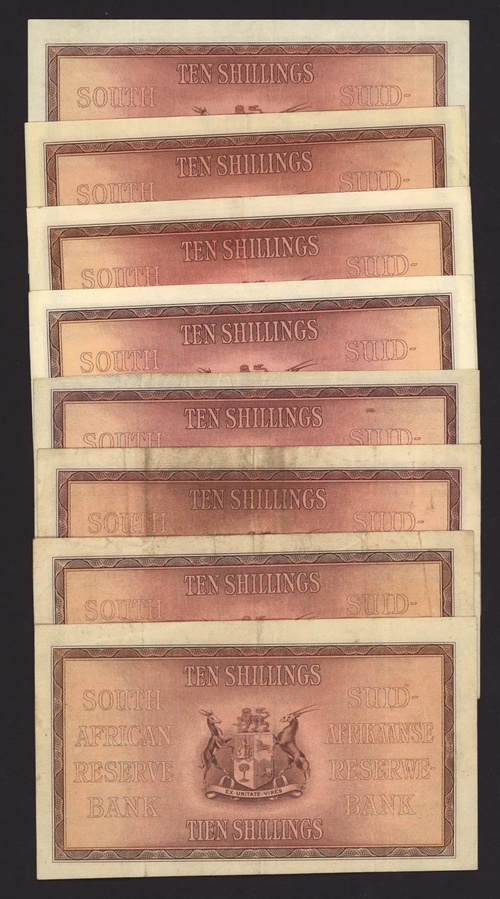 TEN SHILLINGS
SOUTH SUID-
TEN SHILLINGS
SOUTH SUID-
TEN SHILLINGS
SOUTH SUID-
TEN SHILLINGS
SOUTH SUID-
TEN SHILLINGS
SOUTH SUID-
TEN SHILLINGS
SOUTH SUID-
TEN SHILLINGS
SOUTH SUID-
TEN SHILLINGS
SOUTH
AFRICAN
RESERVE
BANK
SUID-
AFRIKAANSE
RESERWE-
BANK
EX·UNITATE·VIRES
TIEN SHILLINGS